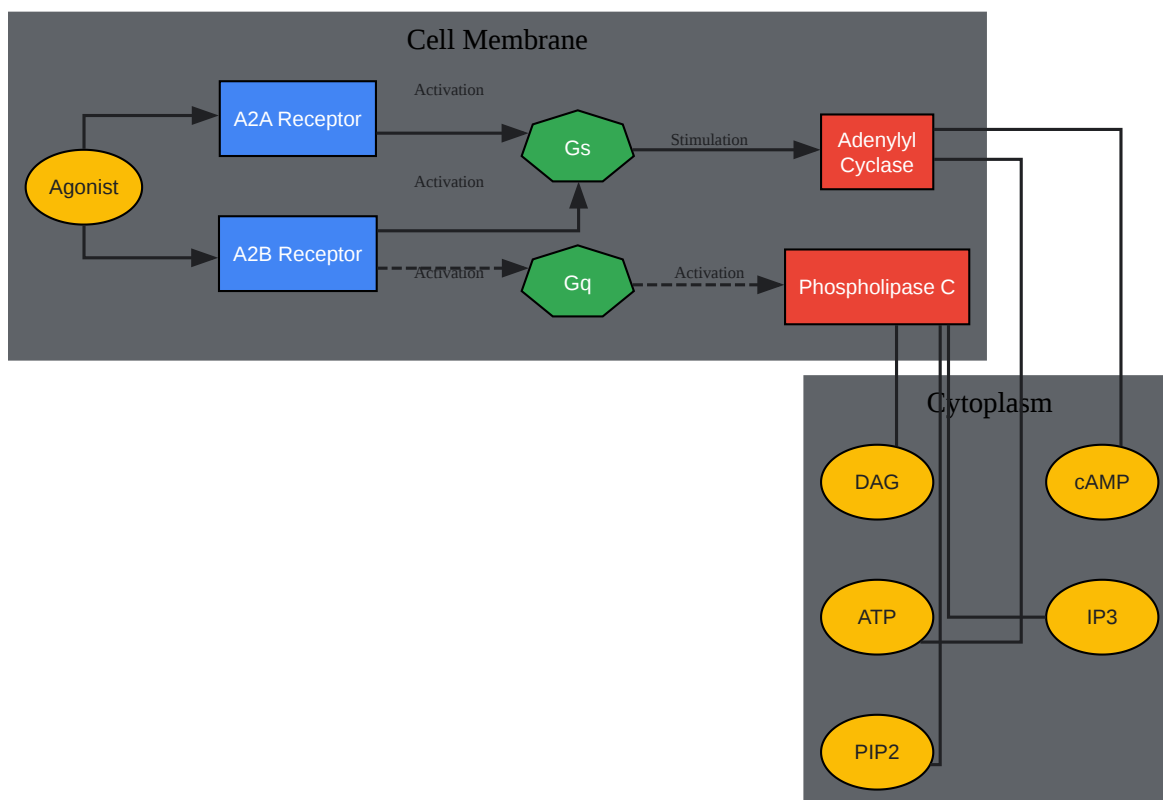 Cell Membrane
Activation
A2A Receptor
Gs
Stimulation
Adenylyl
Cyclase
Agonist
Activation
A2B Receptor
Activation
Gq
Activation
Phospholipase C
Cytoplasm
DAG
cAMP
ATP
IP3
PIP2